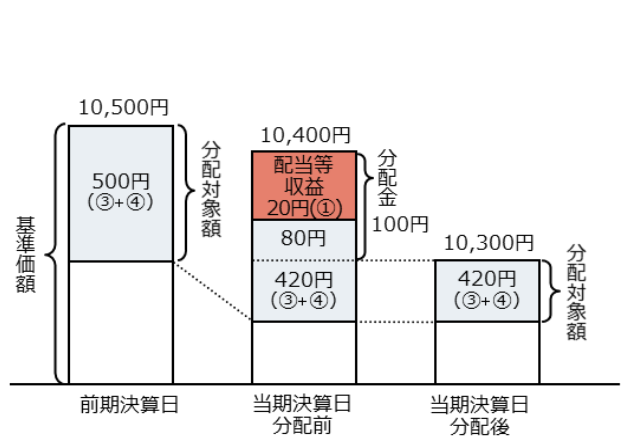 10,500円
500円
(③+④)
分配対象額
基準価額
前期決算日
10,400円
配当等
収益
20円(①)
80円
420円
(③+④)
分配金
100円
当期決算日
分配前
10,300円
420円
(③+④)
分配対象額
当期決算日
分配後